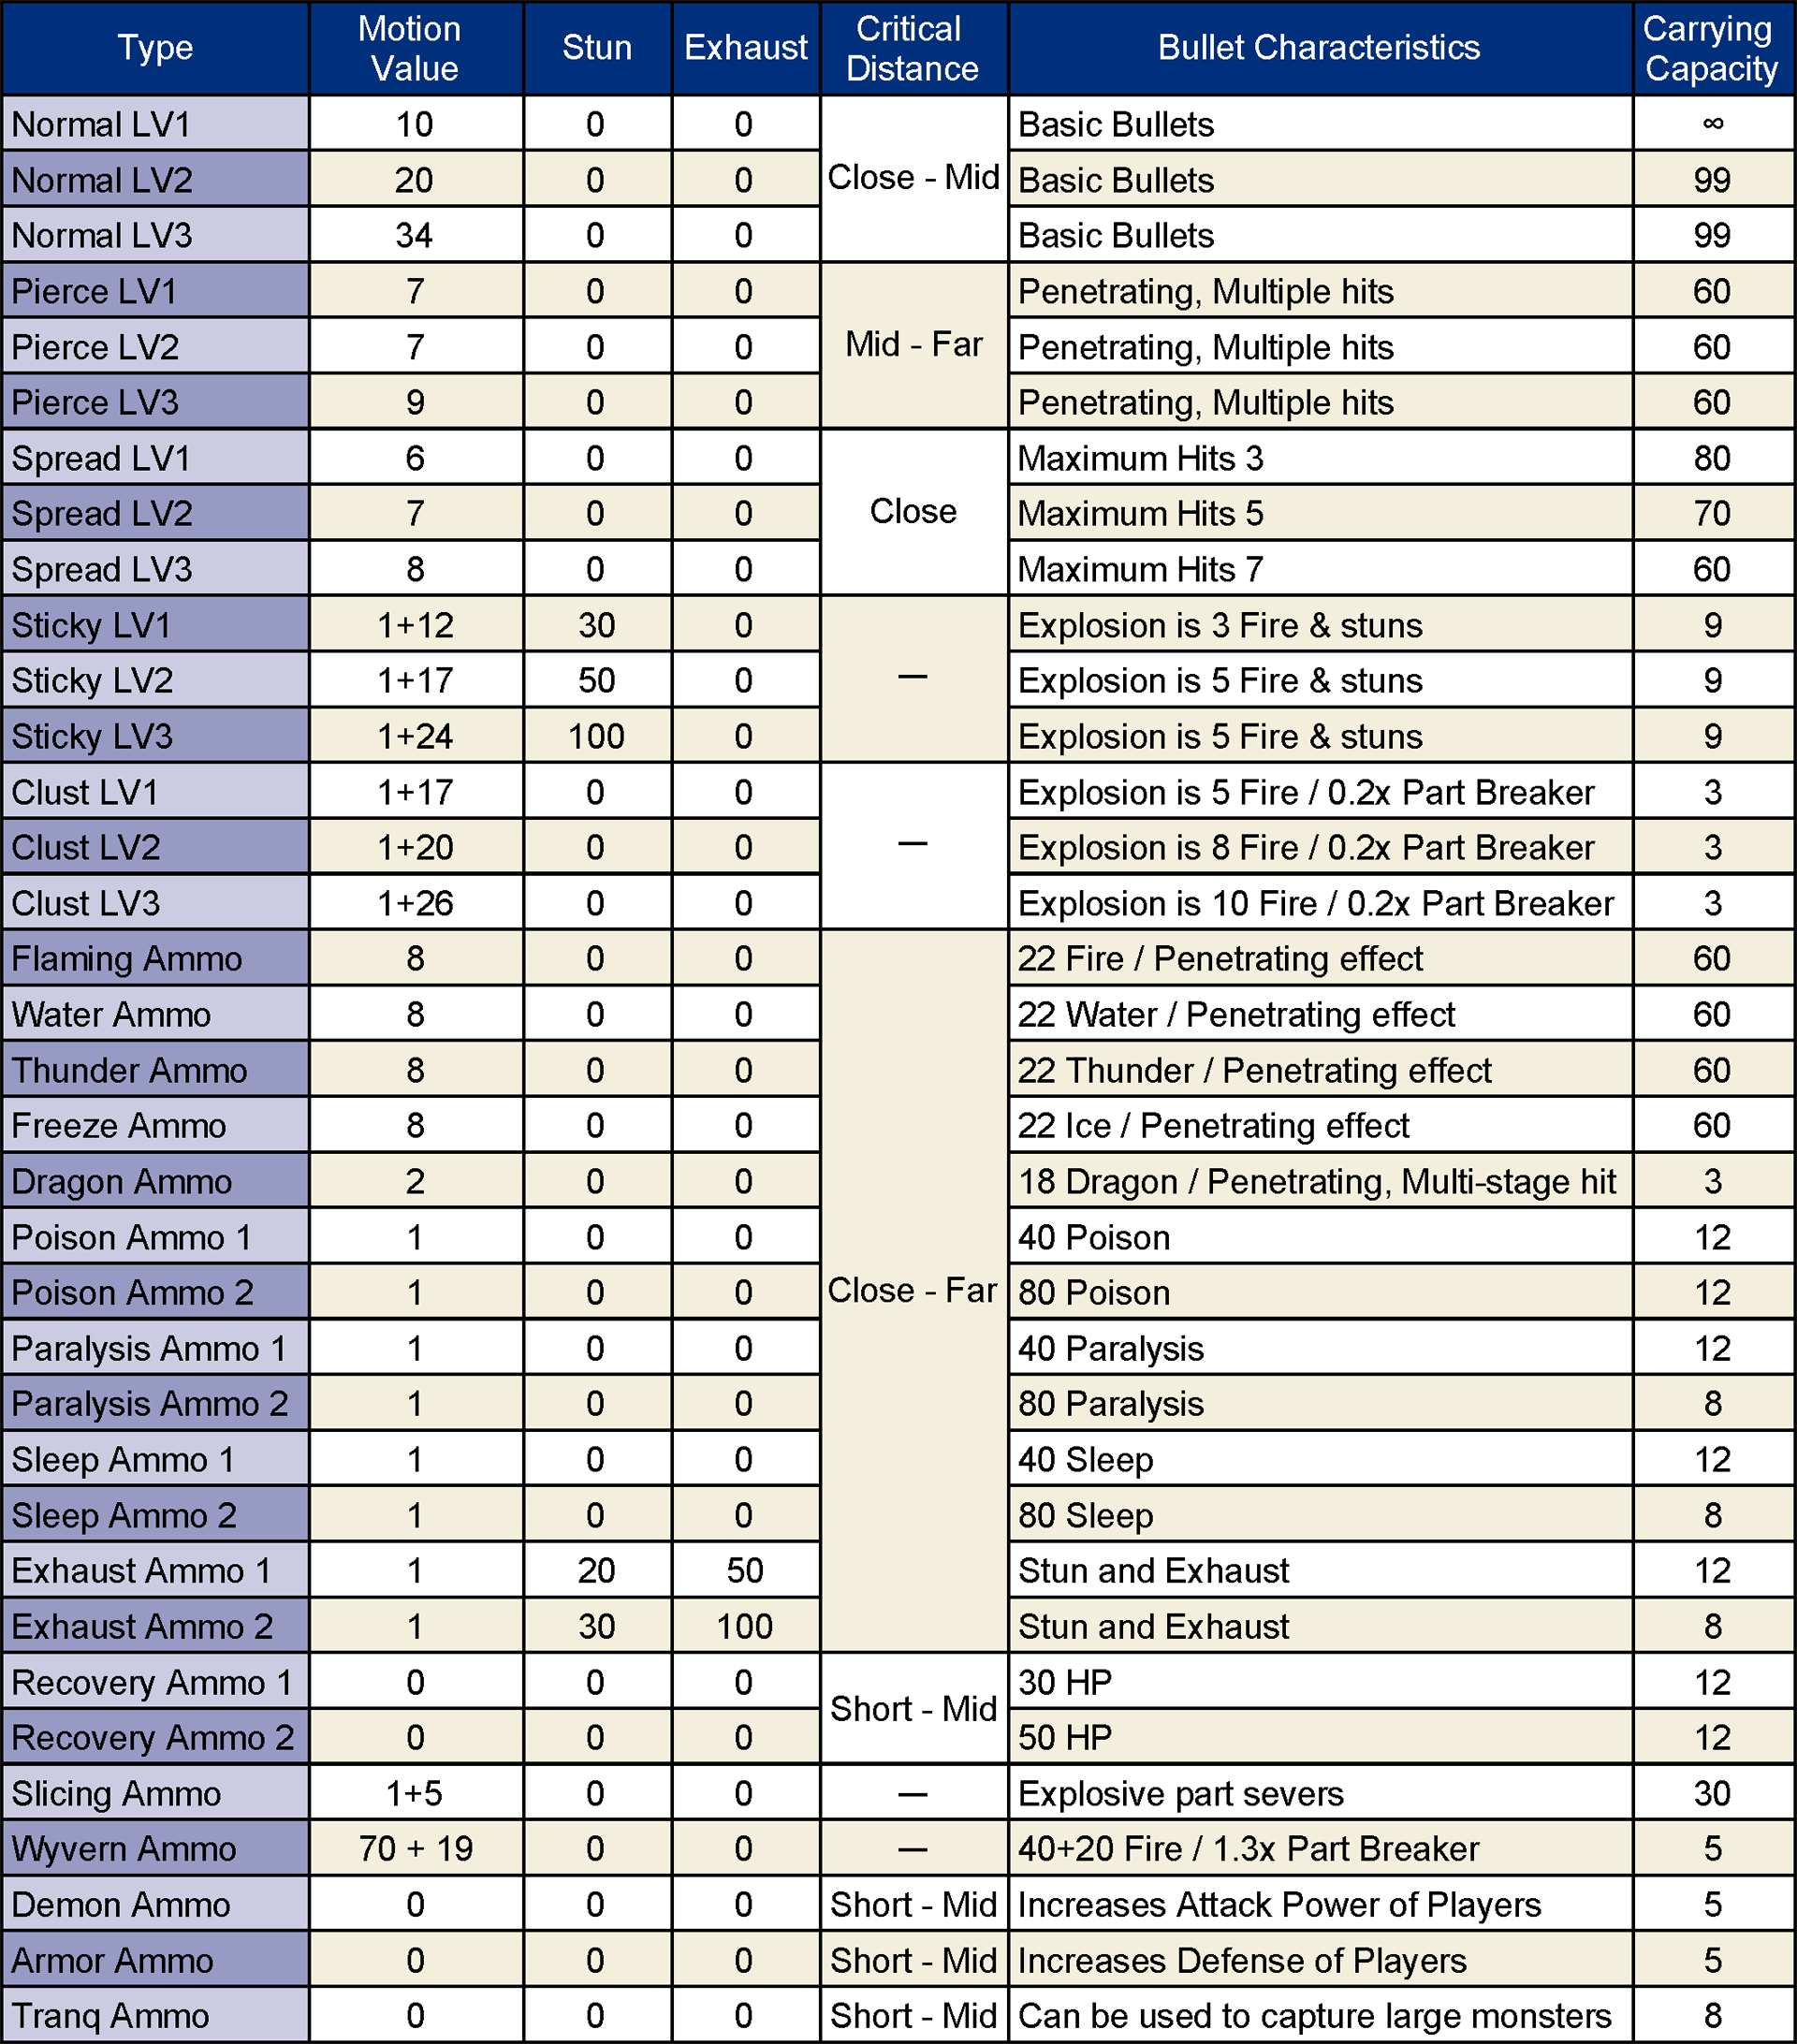 Type Motion Value Stun Exhaust Critical Distance Bullet Characteristics Carrying Capacity
Normal LV1 10 0 0 Close - Mid Basic Bullets ∞
Normal LV2 20 0 0 Basic Bullets 99
Normal LV3 34 0 0 Basic Bullets 99
Pierce LV1 7 0 0 Mid - Far Penetrating, Multiple hits 60
Pierce LV2 7 0 0 Penetrating, Multiple hits 60
Pierce LV3 9 0 0 Penetrating, Multiple hits 60
Spread LV1 6 0 0 Close Maximum Hits 3 80
Spread LV2 7 0 0 Maximum Hits 5 70
Spread LV3 8 0 0 Maximum Hits 7 60
Sticky LV1 1+12 30 0 — Explosion is 3 Fire & stuns 9
Sticky LV2 1+17 50 0 Explosion is 5 Fire & stuns 9
Sticky LV3 1+24 100 0 Explosion is 5 Fire & stuns 9
Clust LV1 1+17 0 0 — Explosion is 5 Fire / 0.2x Part Breaker 3
Clust LV2 1+20 0 0 Explosion is 8 Fire / 0.2x Part Breaker 3
Clust LV3 1+26 0 0 Explosion is 10 Fire / 0.2x Part Breaker 3
Flaming Ammo 8 0 0 Close - Far 22 Fire / Penetrating effect 60
Water Ammo 8 0 0 22 Water / Penetrating effect 60
Thunder Ammo 8 0 0 22 Thunder / Penetrating effect 60
Freeze Ammo 8 0 0 22 Ice / Penetrating effect 60
Dragon Ammo 2 0 0 18 Dragon / Penetrating, Multi-stage hit 3
Poison Ammo 1 1 0 0 40 Poison 12
Poison Ammo 2 1 0 0 80 Poison 12
Paralysis Ammo 1 1 0 0 40 Paralysis 12
Paralysis Ammo 2 1 0 0 80 Paralysis 8
Sleep Ammo 1 1 0 0 40 Sleep 12
Sleep Ammo 2 1 0 0 80 Sleep 8
Exhaust Ammo 1 1 20 50 Stun and Exhaust 12
Exhaust Ammo 2 1 30 100 Stun and Exhaust 8
Recovery Ammo 1 0 0 0 Short - Mid 30 HP 12
Recovery Ammo 2 0 0 0 50 HP 12
Slicing Ammo 1+5 0 0 — Explosive part severs 30
Wyvern Ammo 70 + 19 0 0 — 40+20 Fire / 1.3x Part Breaker 5
Demon Ammo 0 0 0 Short - Mid Increases Attack Power of Players 5
Armor Ammo 0 0 0 Short - Mid Increases Defense of Players 5
Tranq Ammo 0 0 0 Short - Mid Can be used to capture large monsters 8